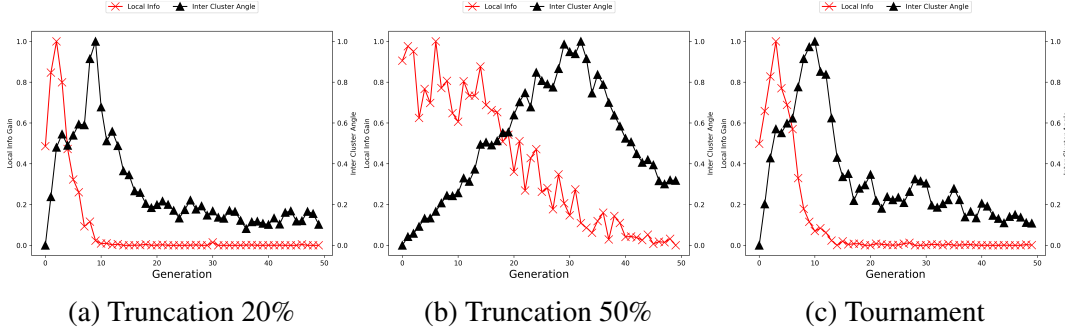 Local Info Inter Cluster Angle
1.0 1.0
0.8 0.8
0.6 0.6
0.4 0.4
0.2 0.2
0.0 0.0
Local Info Gain
Inter Cluster Angle
0 10 20 30 40 50
Generation
(a) Truncation 20%
Local Info Inter Cluster Angle
1.0 1.0
0.8 0.8
0.6 0.6
0.4 0.4
0.2 0.2
0.0 0.0
Local Info Gain
Inter Cluster Angle
0 10 20 30 40 50
Generation
(b) Truncation 50%
Local Info Inter Cluster Angle
1.0 1.0
0.8 0.8
0.6 0.6
0.4 0.4
0.2 0.2
0.0 0.0
Local Info Gain
0 10 20 30 40 50
Generation
(c) Tournament